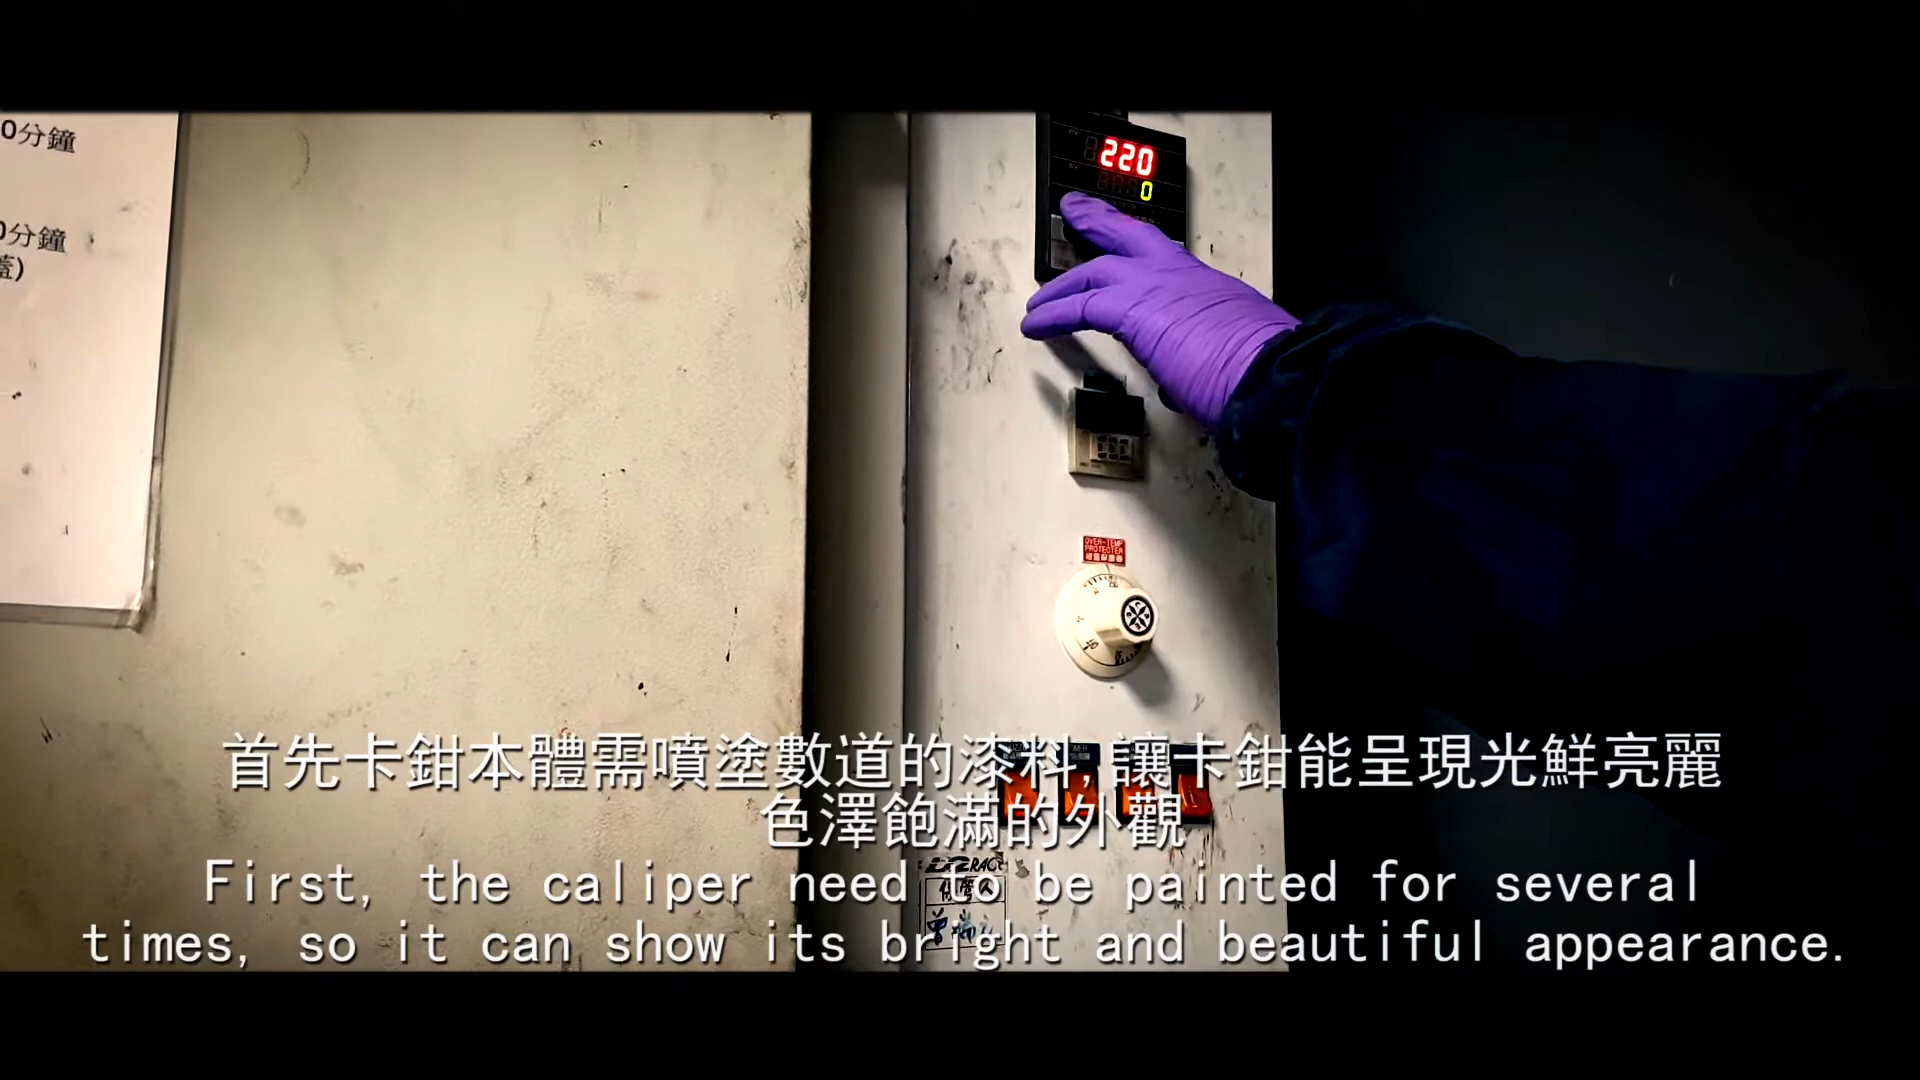 0分鐘
0分鐘
蓋)
220
0
OVER-TEMP
PROTECTER
首先卡鉗本體需噴塗數道的漆料,讓卡鉗能呈現光鮮亮麗
色澤飽滿的外觀
First, the caliper need to be painted for several
times, so it can show its bright and beautiful appearance.